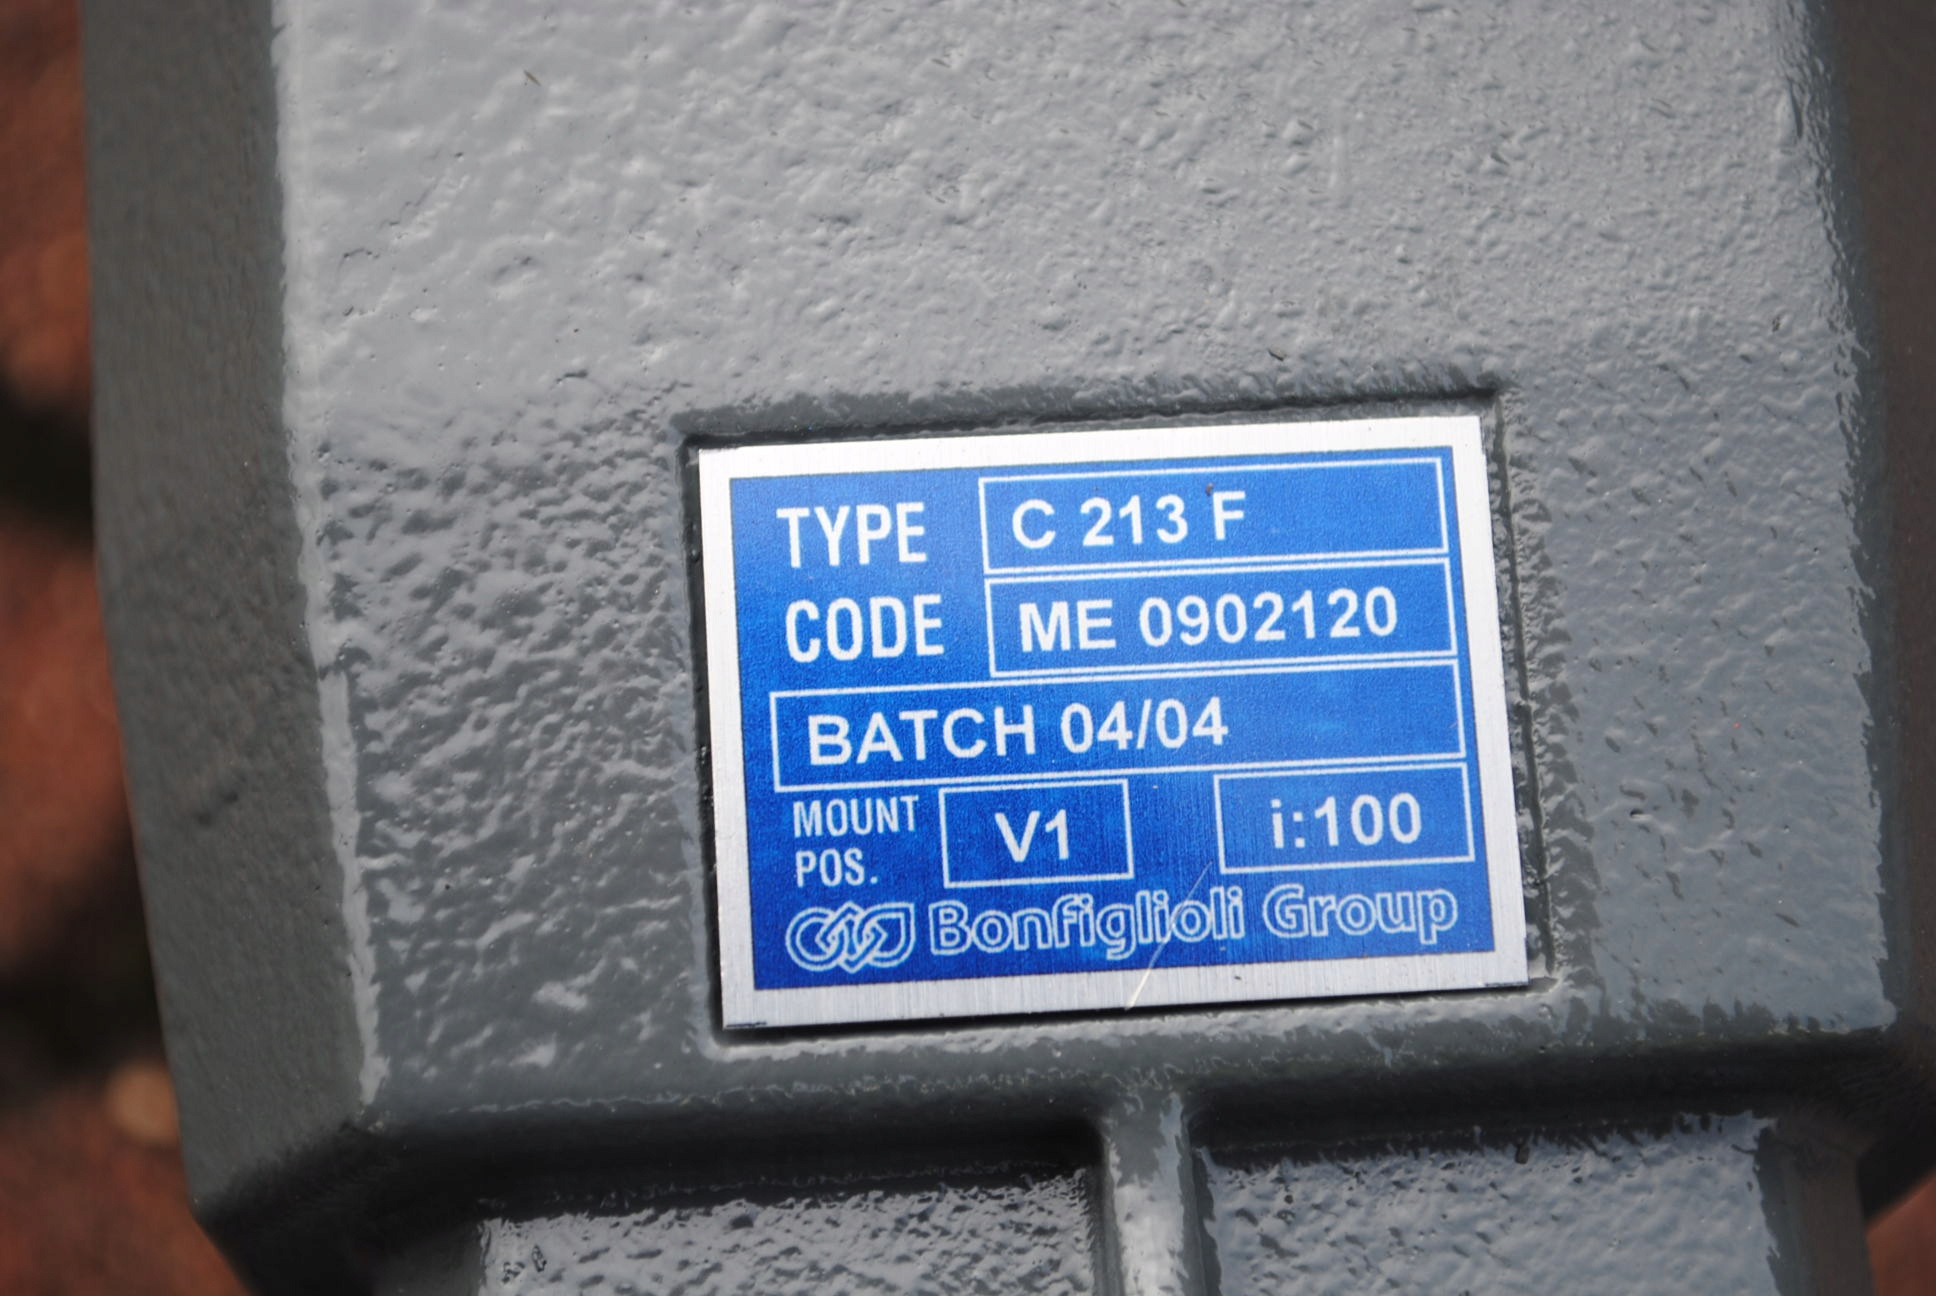 TYPE C 213 F
CODE ME 0902120
BATCH 04/04
MOUNT POS. V1 i:100
Bonfiglioli Group